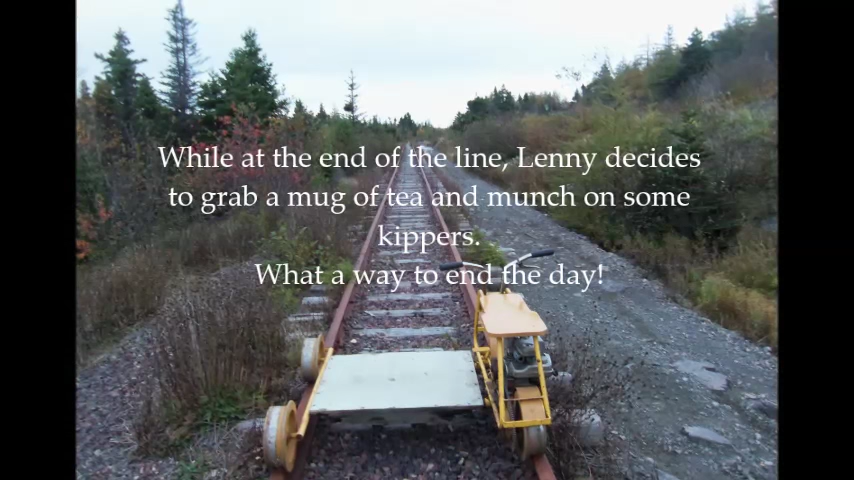 While at the end of the line, Lenny decides
to grab a mug of tea and munch on some
kippers.
What a way to end the day!